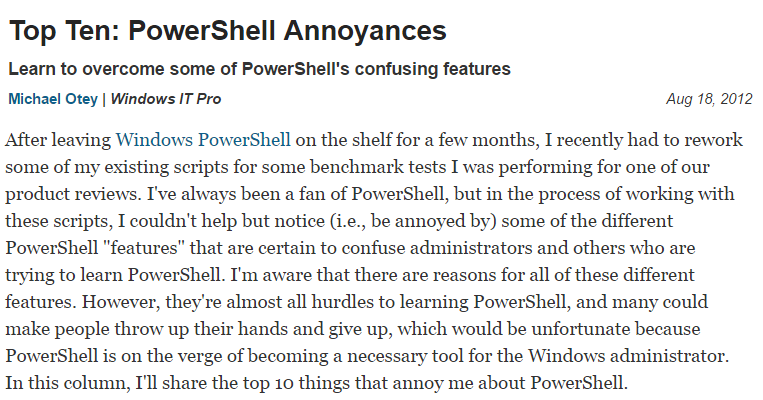 Top Ten: PowerShell Annoyances
Learn to overcome some of PowerShell's confusing features
Michael Otey | Windows IT Pro Aug 18, 2012
After leaving Windows PowerShell on the shelf for a few months, I recently had to rework
some of my existing scripts for some benchmark tests I was performing for one of our
product reviews. I've always been a fan of PowerShell, but in the process of working with
these scripts, I couldn't help but notice (i.e., be annoyed by) some of the different
PowerShell "features" that are certain to confuse administrators and others who are
trying to learn PowerShell. I'm aware that there are reasons for all of these different
features. However, they're almost all hurdles to learning PowerShell, and many could
make people throw up their hands and give up, which would be unfortunate because
PowerShell is on the verge of becoming a necessary tool for the Windows administrator.
In this column, I'll share the top 10 things that annoy me about PowerShell.